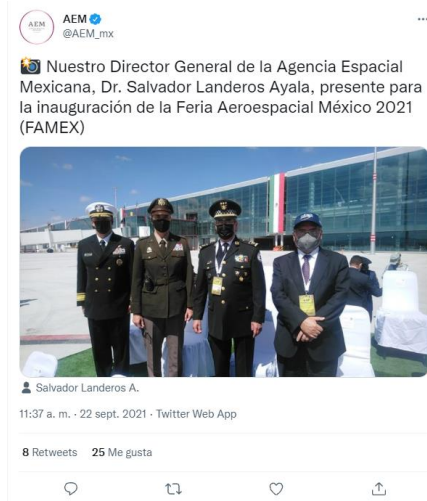 AEM
@AEM_mx
Nuestro Director General de la Agencia Espacial
Mexicana, Dr. Salvador Landeros Ayala, presente para
la inauguración de la Feria Aeroespacial México 2021
(FAMEX)
Salvador Landeros A.
11:37 a. m. · 22 sept. 2021 · Twitter Web App
8 Retweets 25 Me gusta